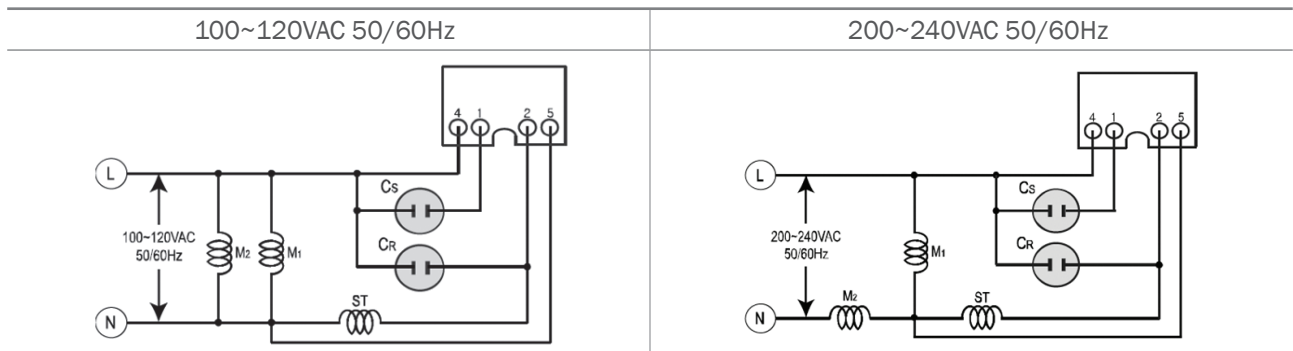 100~120VAC 50/60Hz
200~240VAC 50/60Hz
4 1 2 5
L
Cs
CR
100~120VAC
50/60Hz
M2
M1
ST
N
4 1 2 5
L
Cs
CR
200~240VAC
50/60Hz
M1
M2
ST
N